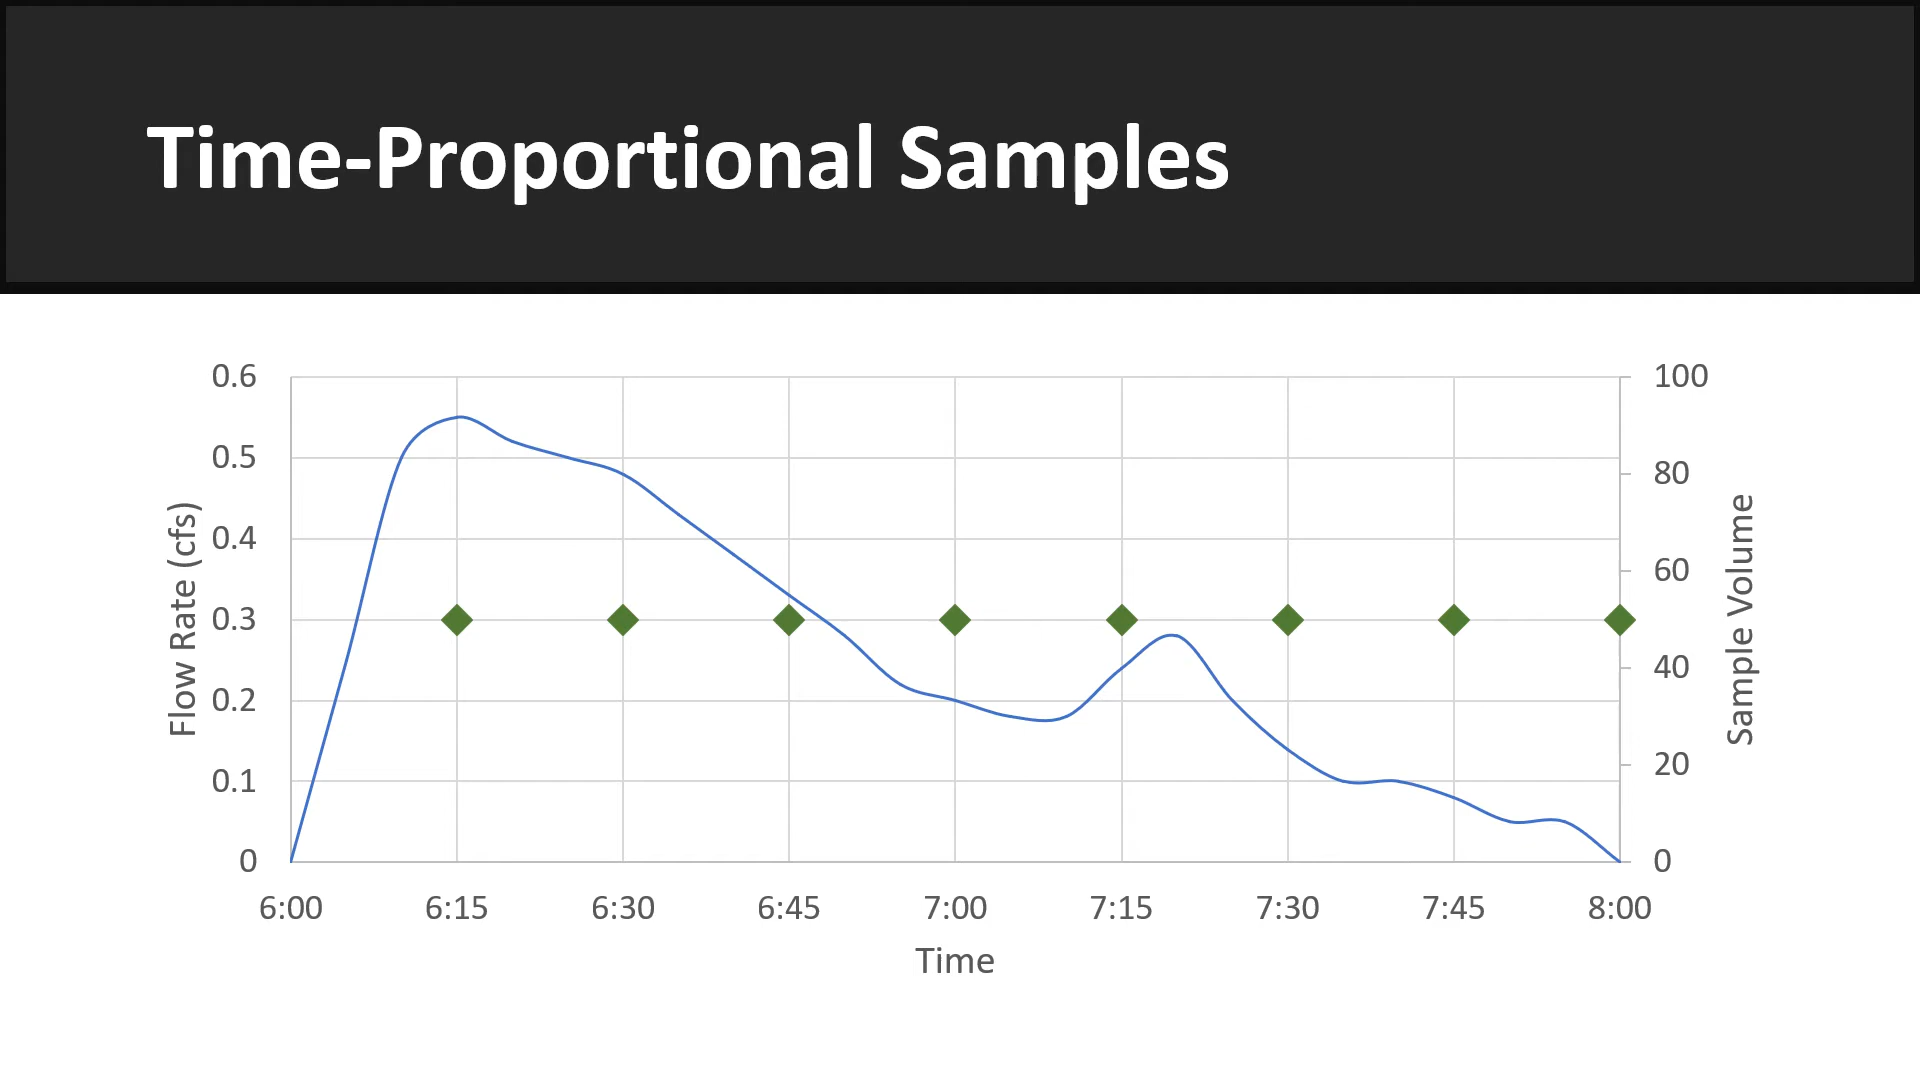 Time-Proportional Samples
0.6
0.5
0.4
0.3
0.2
0.1
0
Flow Rate (cfs)
100
80
60
40
20
0
Sample Volume
6:00 6:15 6:30 6:45 7:00 7:15 7:30 7:45 8:00
Time